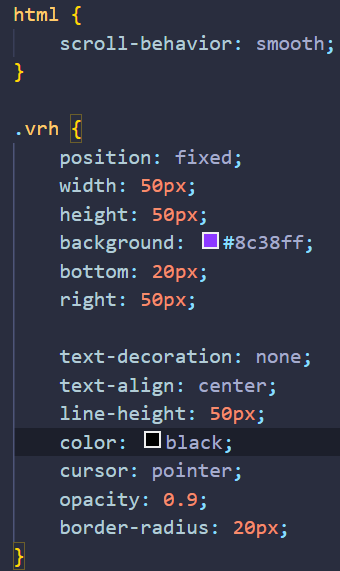 html {
scroll-behavior: smooth;
}
.vrh {
position: fixed;
width: 50px;
height: 50px;
background: #8c38ff;
bottom: 20px;
right: 50px;
text-decoration: none;
text-align: center;
line-height: 50px;
color: black;
cursor: pointer;
opacity: 0.9;
border-radius: 20px;
}